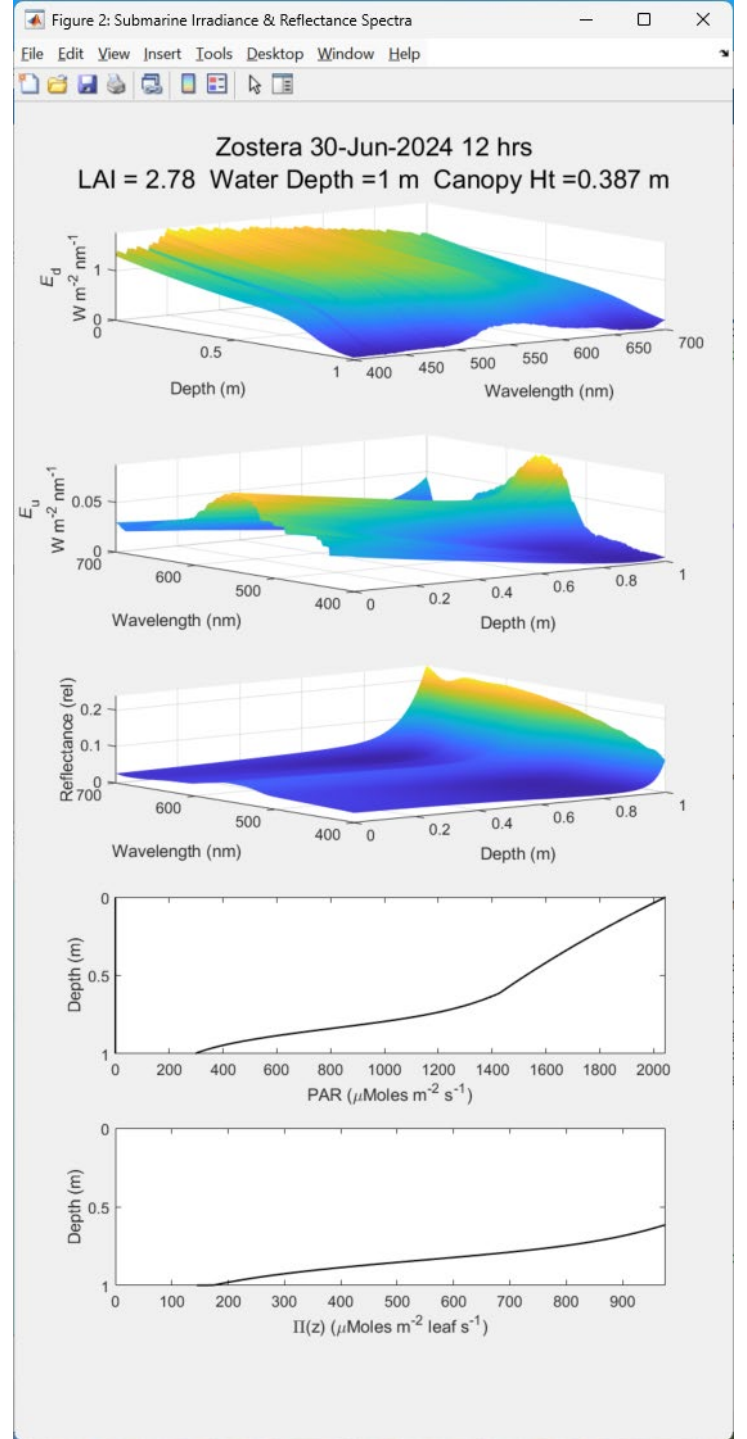 Figure 2: Submarine Irradiance & Reflectance Spectra
File Edit View Insert Tools Desktop Window Help
Zostera 30-Jun-2024 12 hrs
LAI = 2.78 Water Depth =1 m Canopy Ht =0.387 m
E_d
W m^-2 nm^-1
1
0
0
0.5
1
400
450
500
550
600
650
700
Depth (m)
Wavelength (nm)
E_u
W m^-2 nm^-1
0.05
0
700
600
500
400
0
0.2
0.4
0.6
0.8
1
Wavelength (nm)
Depth (m)
Reflectance (rel)
0.2
0.1
0
700
600
500
400
0
0.2
0.4
0.6
0.8
1
Wavelength (nm)
Depth (m)
Depth (m)
0
0.5
1
0 200 400 600 800 1000 1200 1400 1600 1800 2000
PAR (μMoles m^-2 s^-1)
Depth (m)
0
0.5
1
0 100 200 300 400 500 600 700 800 900
Π(z) (μMoles m^-2 leaf s^-1)